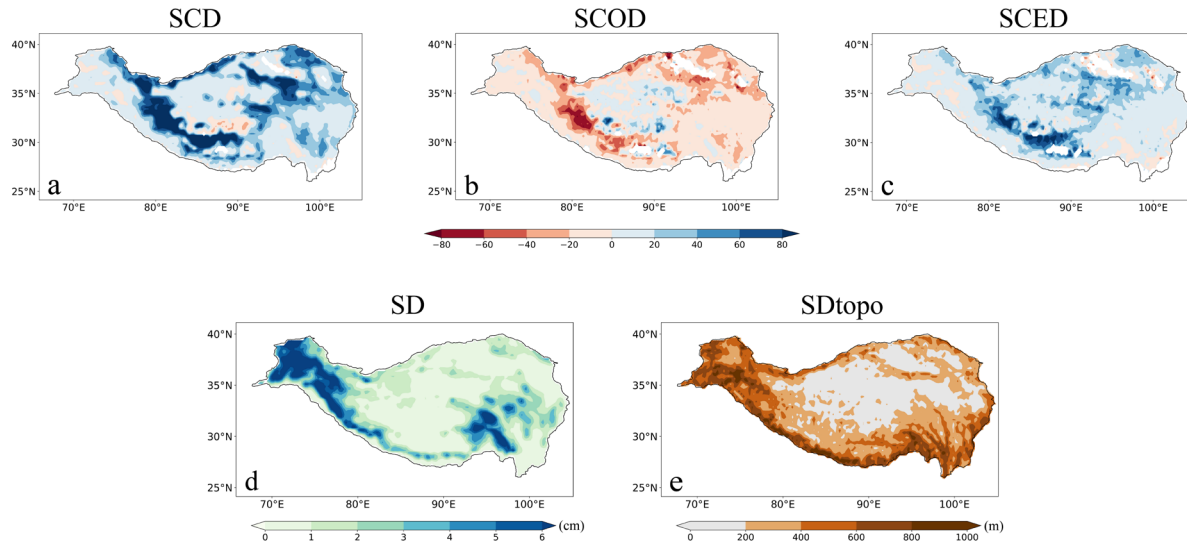 SCD
SCOD
SCED
40°N
35°N
30°N
25°N
a
70°E
80°E
90°E
100°E
40°N
35°N
30°N
25°N
b
70°E
80°E
90°E
100°E
40°N
35°N
30°N
25°N
c
70°E
80°E
90°E
100°E
−80
−60
−40
−20
0
20
40
60
80
SD
SDtopo
40°N
35°N
30°N
25°N
d
70°E
80°E
90°E
100°E
40°N
35°N
30°N
25°N
e
70°E
80°E
90°E
100°E
0
1
2
3
4
5
6
(cm)
0
200
400
600
800
1000
(m)